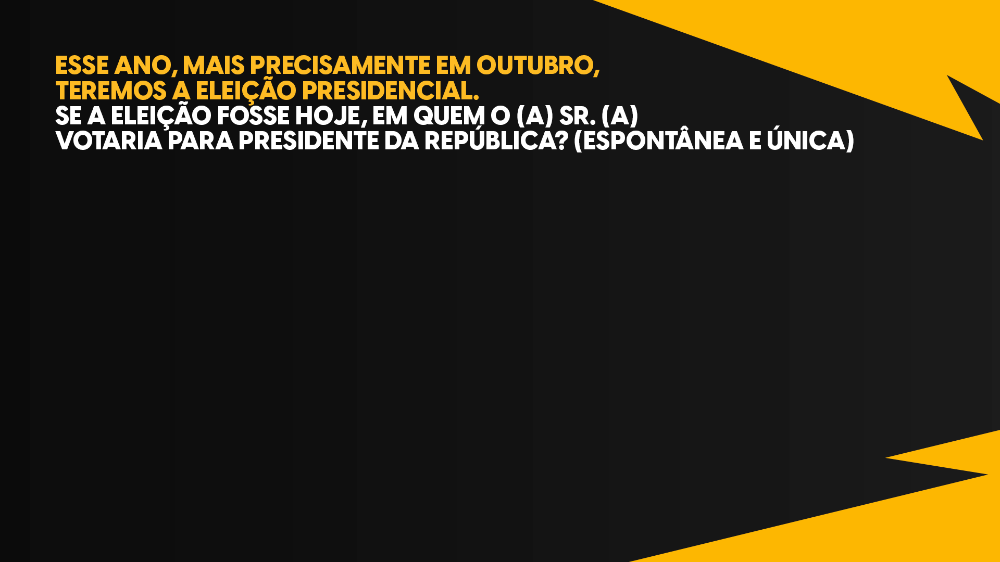 ESSE ANO, MAIS PRECISAMENTE EM OUTUBRO,
TEREMOS A ELEIÇÃO PRESIDENCIAL.
SE A ELEIÇÃO FOSSE HOJE, EM QUEM O (A) SR. (A)
VOTARIA PARA PRESIDENTE DA REPÚBLICA? (ESPONTÂNEA E ÚNICA)